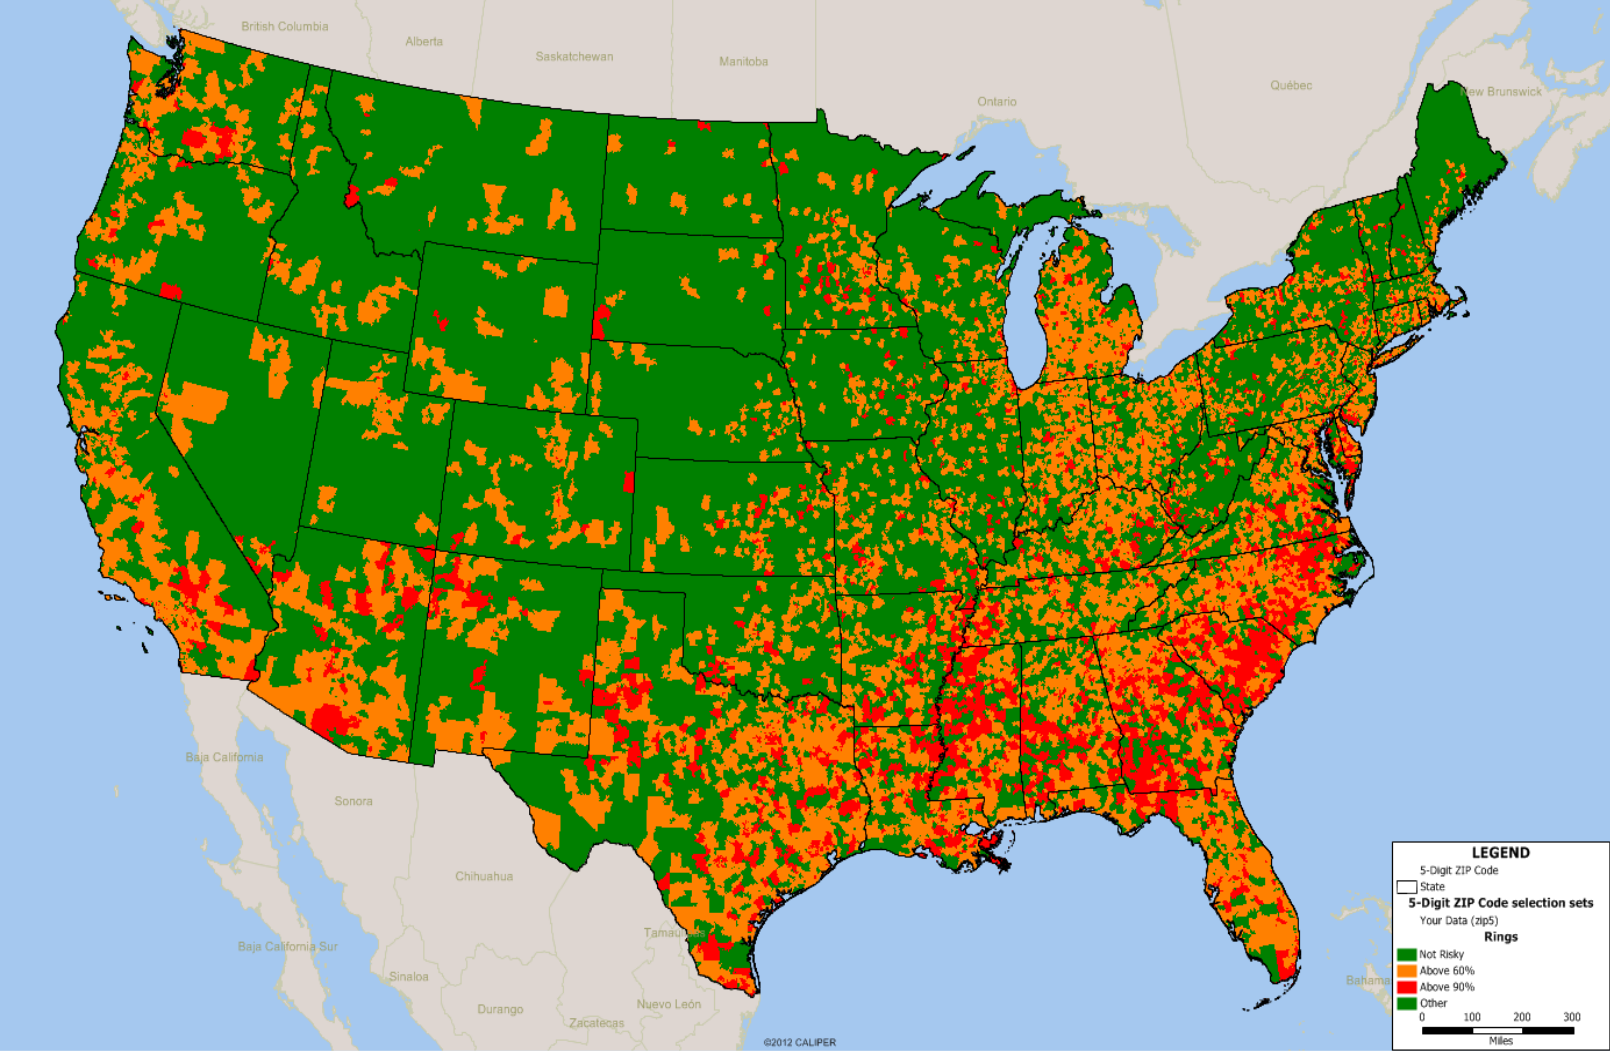 British Columbia
Alberta
Saskatchewan
Manitoba
Ontario
Québec
New Brunswick
Baja California
Sonora
Chihuahua
Baja California Sur
Sinaloa
Durango
Zacatecas
Tamaulipas
Nuevo León
Bahama
LEGEND
5-Digit ZIP Code
State
5-Digit ZIP Code selection sets
Your Data (zip5)
Rings
Not Risky
Above 60%
Above 90%
Other
0 100 200 300
Miles
©2012 CALIPER